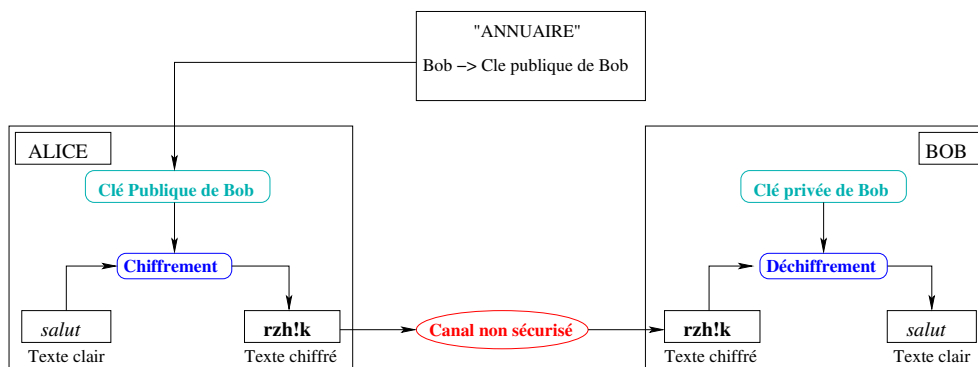 "ANNUAIRE"
Bob −> Cle publique de Bob
ALICE
Clé Publique de Bob
Chiffrement
salut
Texte clair
rzh!k
Texte chiffré
Canal non sécurisé
BOB
Clé privée de Bob
Déchiffrement
rzh!k
Texte chiffré
salut
Texte clair